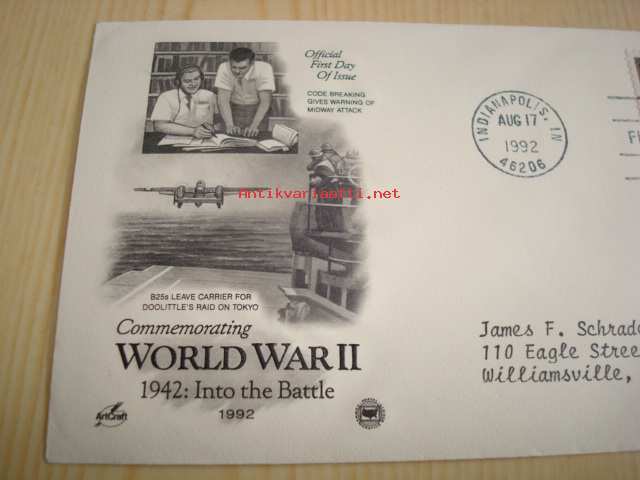 Official
First Day
Of Issue
CODE BREAKING
GIVES WARNING OF
MIDWAY ATTACK
INDIANAPOLIS, IN
AUG 17
1992
46206
Antikvariaatti.net
B25s LEAVE CARRIER FOR
DOOLITTLE'S RAID ON TOKYO
Commemorating
WORLD WAR II
1942: Into the Battle
1992
ArtCraft
James F. Schrade
110 Eagle Stree
Williamsville,